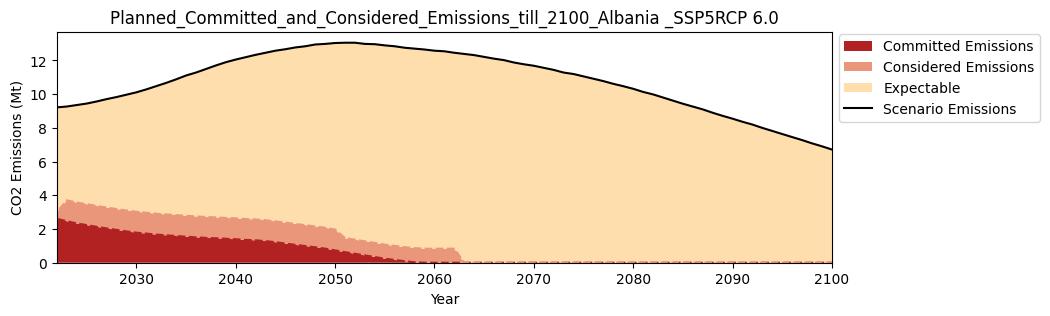 Planned_Committed_and_Considered_Emissions_till_2100_Albania _SSP5RCP 6.0
Committed Emissions
Considered Emissions
Expectable
Scenario Emissions
CO2 Emissions (Mt)
12
10
8
6
4
2
0
2030 2040 2050 2060 2070 2080 2090 2100
Year